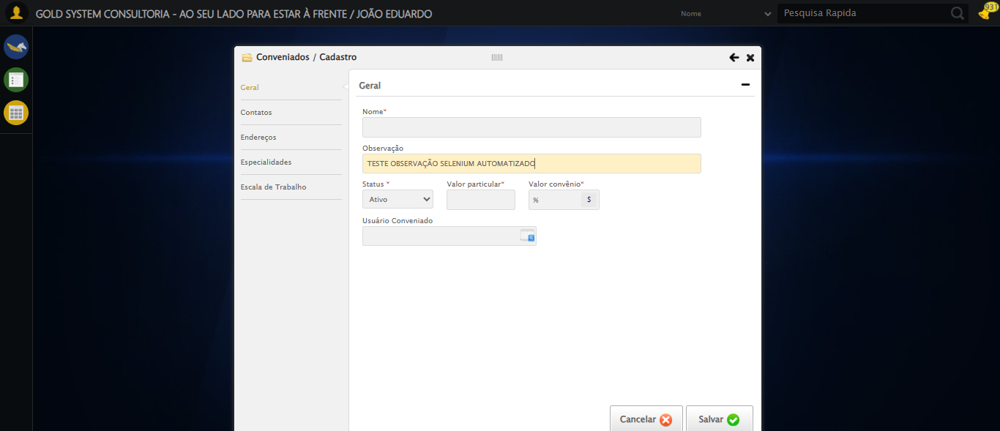 GOLD SYSTEM CONSULTORIA - AO SEU LADO PARA ESTAR À FRENTE / JOÃO EDUARDO
Nome
Pesquisa Rapida
931
Conveniados / Cadastro
Geral
Contatos
Endereços
Especialidades
Escala de Trabalho
Geral
Nome*
Observação
TESTE OBSERVAÇÃO SELENIUM AUTOMATIZADO
Status * Valor particular* Valor convênio*
Ativo % $
Usuário Conveniado
Cancelar Salvar